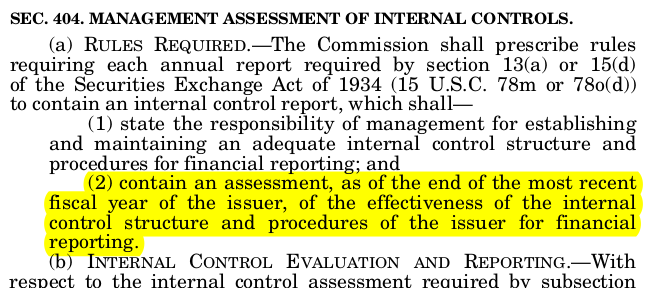 SEC. 404. MANAGEMENT ASSESSMENT OF INTERNAL CONTROLS.
(a) RULES REQUIRED.—The Commission shall prescribe rules
requiring each annual report required by section 13(a) or 15(d)
of the Securities Exchange Act of 1934 (15 U.S.C. 78m or 78o(d))
to contain an internal control report, which shall—
(1) state the responsibility of management for establishing
and maintaining an adequate internal control structure and
procedures for financial reporting; and
(2) contain an assessment, as of the end of the most recent
fiscal year of the issuer, of the effectiveness of the internal
control structure and procedures of the issuer for financial
reporting.
(b) INTERNAL CONTROL EVALUATION AND REPORTING.—With
respect to the internal control assessment required by subsection